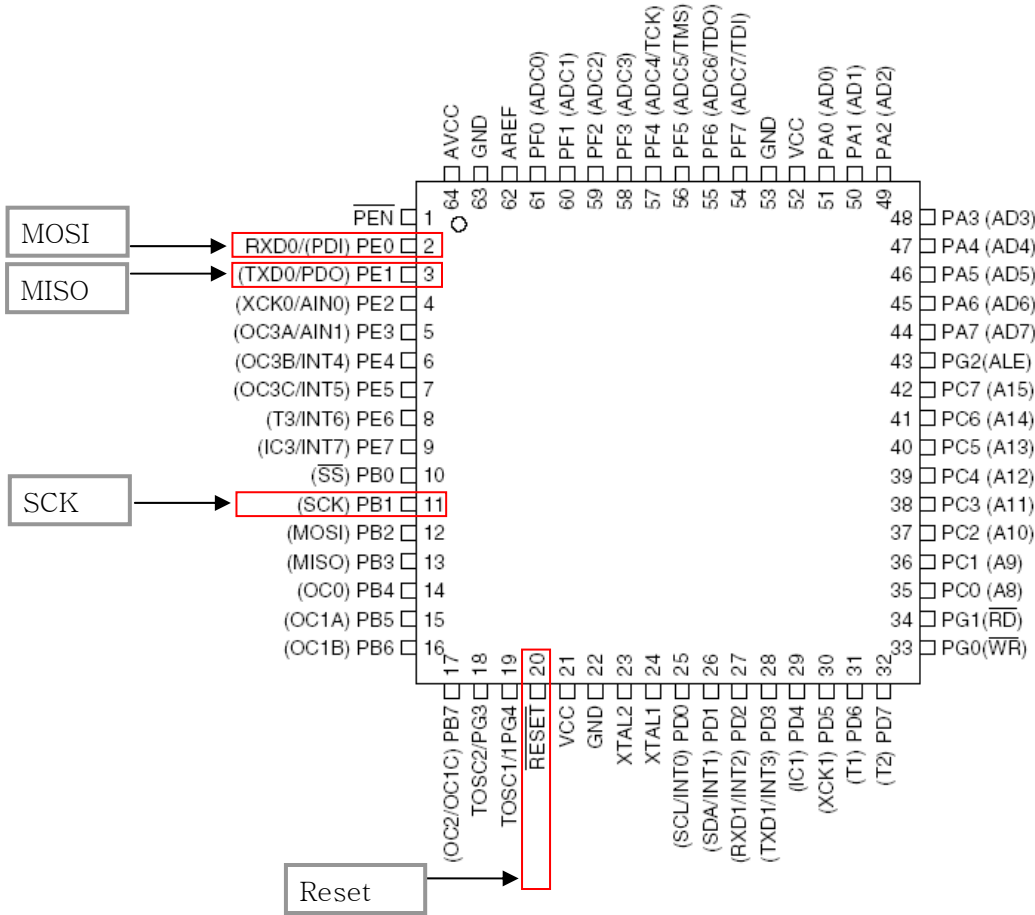 AVCC
GND
AREF
PF0 (ADC0)
PF1 (ADC1)
PF2 (ADC2)
PF3 (ADC3)
PF4 (ADC4/TCK)
PF5 (ADC5/TMS)
PF6 (ADC6/TDO)
PF7 (ADC7/TDI)
GND
VCC
PA0 (AD0)
PA1 (AD1)
PA2 (AD2)
64
63
62
61
60
59
58
57
56
55
54
53
52
51
50
49
MOSI
MISO
SCK
Reset
PEN 1
RXD0/(PDI) PE0 2
(TXD0/PDO) PE1 3
(XCK0/AIN0) PE2 4
(OC3A/AIN1) PE3 5
(OC3B/INT4) PE4 6
(OC3C/INT5) PE5 7
(T3/INT6) PE6 8
(IC3/INT7) PE7 9
(SS) PB0 10
(SCK) PB1 11
(MOSI) PB2 12
(MISO) PB3 13
(OC0) PB4 14
(OC1A) PB5 15
(OC1B) PB6 16
48 PA3 (AD3)
47 PA4 (AD4)
46 PA5 (AD5)
45 PA6 (AD6)
44 PA7 (AD7)
43 PG2(ALE)
42 PC7 (A15)
41 PC6 (A14)
40 PC5 (A13)
39 PC4 (A12)
38 PC3 (A11)
37 PC2 (A10)
36 PC1 (A9)
35 PC0 (A8)
34 PG1(RD)
33 PG0(WR)
17
18
19
20
21
22
23
24
25
26
27
28
29
30
31
32
(OC2/OC1C) PB7
TOSC2/PG3
TOSC1/1PG4
RESET
VCC
GND
XTAL2
XTAL1
(SCL/INT0) PD0
(SDA/INT1) PD1
(RXD1/INT2) PD2
(TXD1/INT3) PD3
(IC1) PD4
(XCK1) PD5
(T1) PD6
(T2) PD7